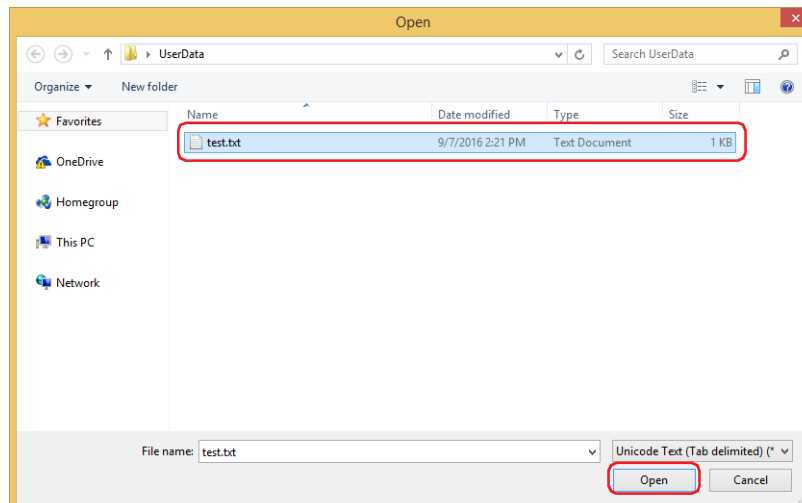 Open
UserData
Search UserData
Organize
New folder
Name Date modified Type Size
Favorites
test.txt 9/7/2016 2:21 PM Text Document 1 KB
OneDrive
Homegroup
This PC
Network
File name: test.txt Unicode Text (Tab delimited) (*
Open Cancel